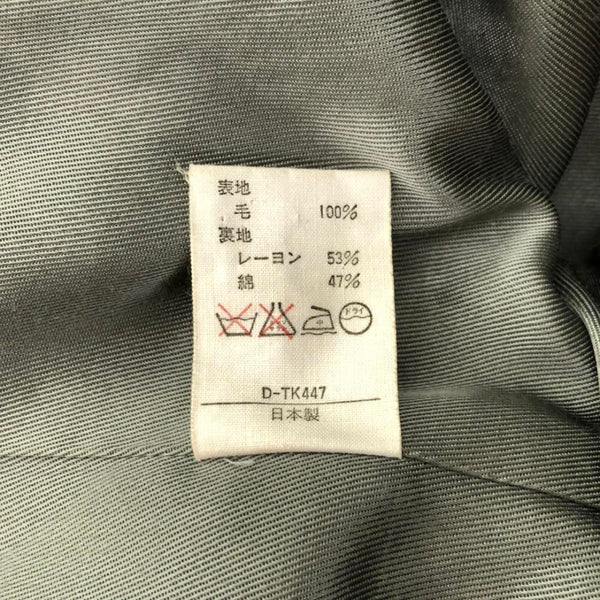 表地
毛 100%
裏地
レーヨン 53%
綿 47%
中 ドライ
D-TK447
日本製